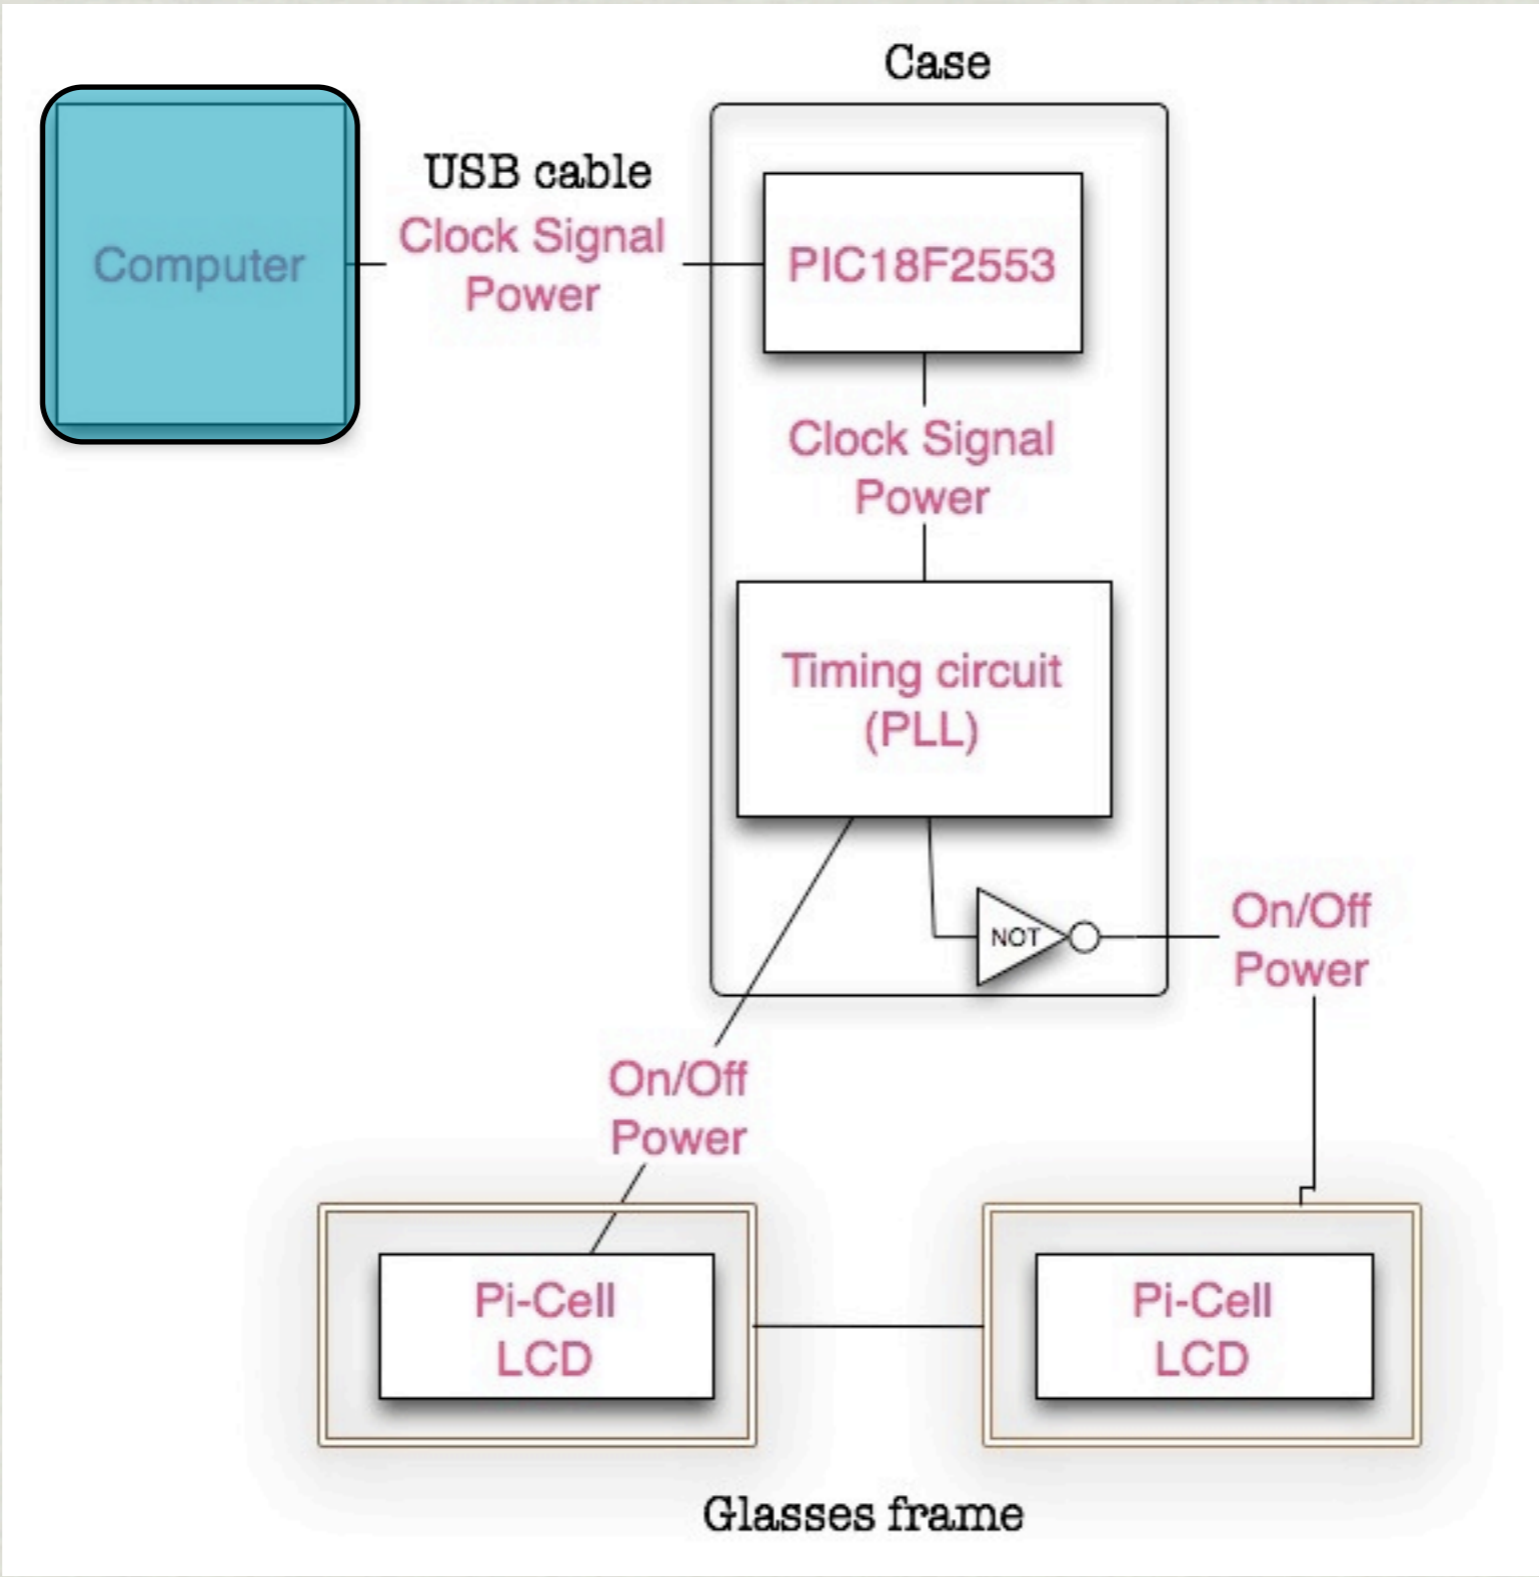 Case
USB cable
Clock Signal
Power
Computer
PIC18F2553
Clock Signal
Power
Timing circuit
(PLL)
NOT
On/Off
Power
On/Off
Power
Pi-Cell
LCD
Pi-Cell
LCD
Glasses frame